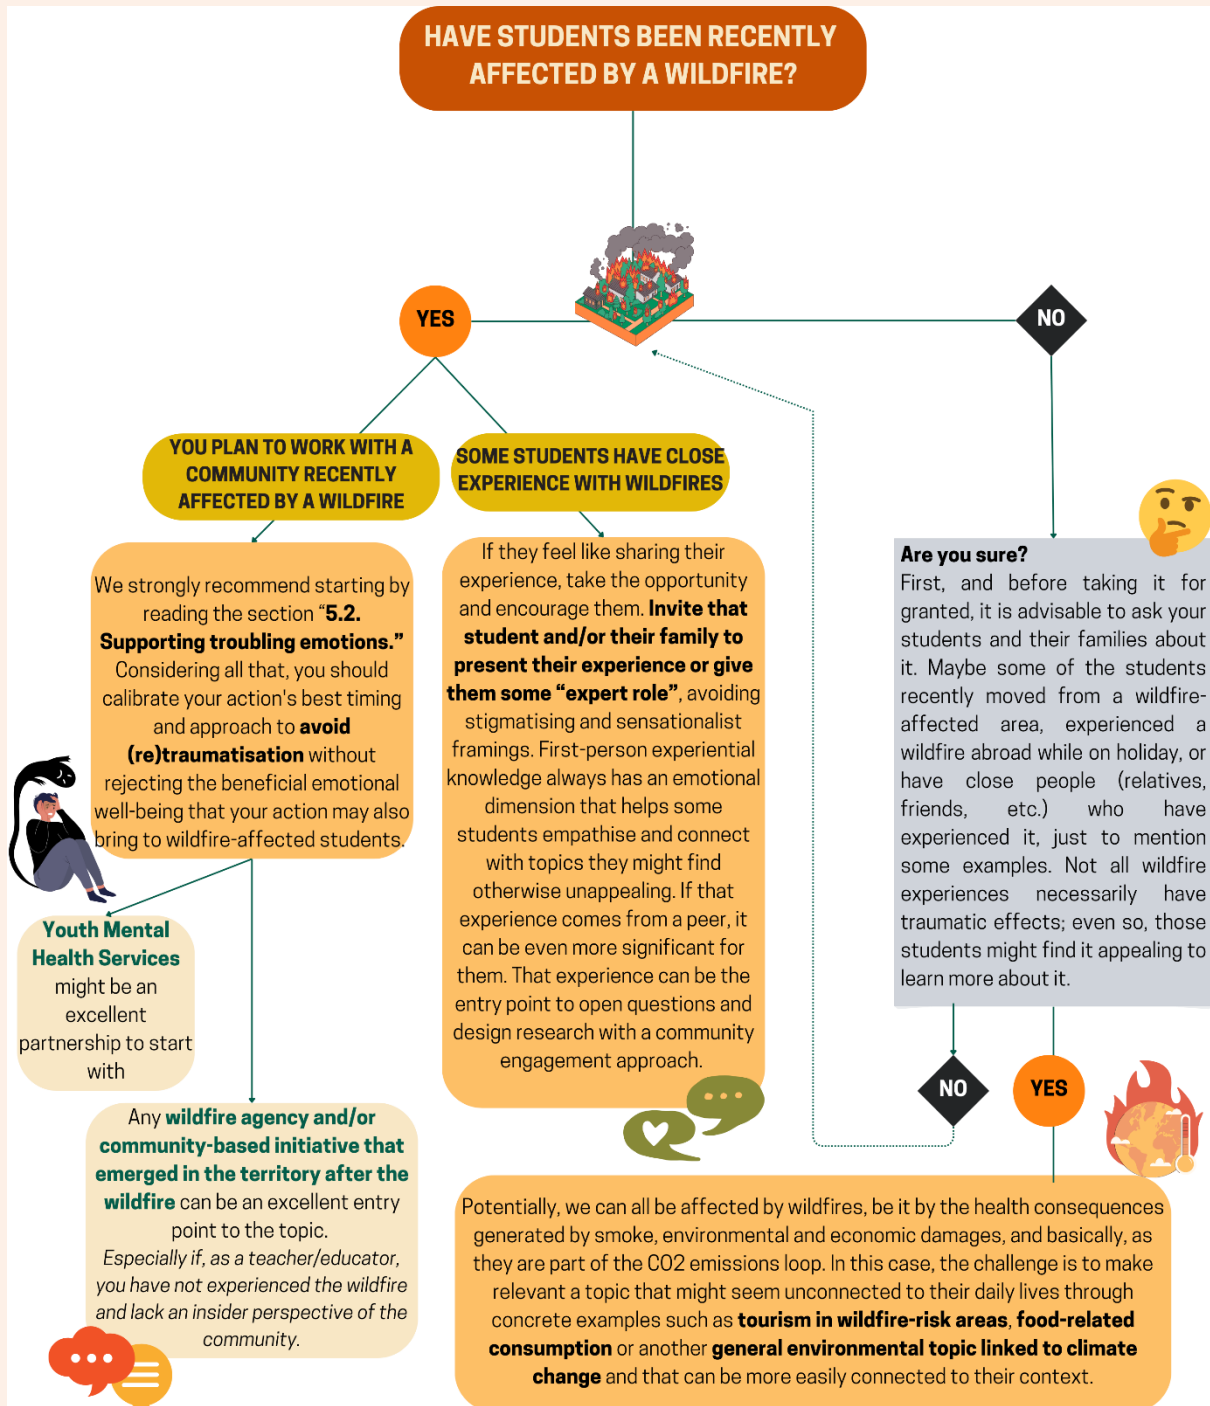 HAVE STUDENTS BEEN RECENTLY
AFFECTED BY A WILDFIRE?
YES
NO
YOU PLAN TO WORK WITH A
COMMUNITY RECENTLY
AFFECTED BY A WILDFIRE
SOME STUDENTS HAVE CLOSE
EXPERIENCE WITH WILDFIRES
We strongly recommend starting by
reading the section “5.2.
Supporting troubling emotions.”
Considering all that, you should
calibrate your action's best timing
and approach to avoid
(re)traumatisation without
rejecting the beneficial emotional
well-being that your action may also
bring to wildfire-affected students.
Youth Mental
Health Services
might be an
excellent
partnership to start
with
Any wildfire agency and/or
community-based initiative that
emerged in the territory after the
wildfire can be an excellent entry
point to the topic.
Especially if, as a teacher/educator,
you have not experienced the wildfire
and lack an insider perspective of the
community.
If they feel like sharing their
experience, take the opportunity
and encourage them. Invite that
student and/or their family to
present their experience or give
them some “expert role”, avoiding
stigmatising and sensationalist
framings. First-person experiential
knowledge always has an emotional
dimension that helps some
students empathise and connect
with topics they might find
otherwise unappealing. If that
experience comes from a peer, it
can be even more significant for
them. That experience can be the
entry point to open questions and
design research with a community
engagement approach.
Are you sure?
First, and before taking it for
granted, it is advisable to ask your
students and their families about
it. Maybe some of the students
recently moved from a wildfire-
affected area, experienced a
wildfire abroad while on holiday, or
have close people (relatives,
friends, etc.) who have
experienced it, just to mention
some examples. Not all wildfire
experiences necessarily have
traumatic effects; even so, those
students might find it appealing to
learn more about it.
NO
YES
Potentially, we can all be affected by wildfires, be it by the health consequences
generated by smoke, environmental and economic damages, and basically, as
they are part of the CO2 emissions loop. In this case, the challenge is to make
relevant a topic that might seem unconnected to their daily lives through
concrete examples such as tourism in wildfire-risk areas, food-related
consumption or another general environmental topic linked to climate
change and that can be more easily connected to their context.